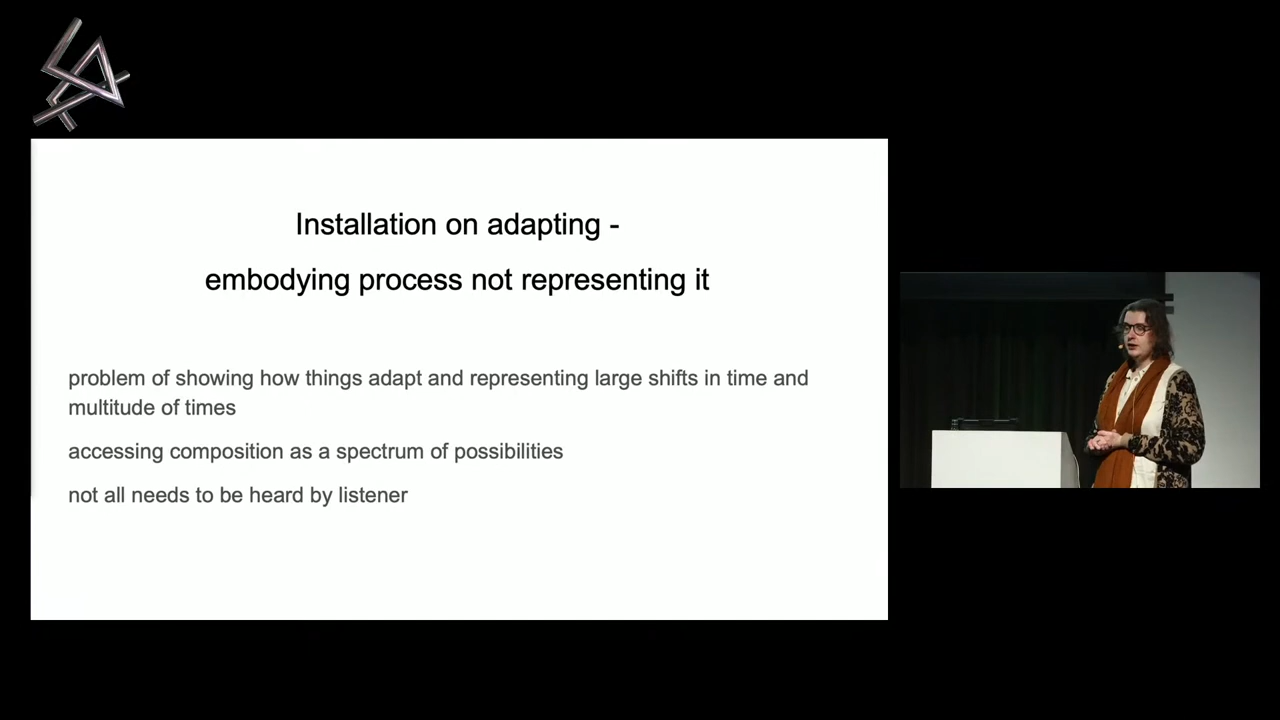 Installation on adapting -
embodying process not representing it
problem of showing how things adapt and representing large shifts in time and
multitude of times
accessing composition as a spectrum of possibilities
not all needs to be heard by listener